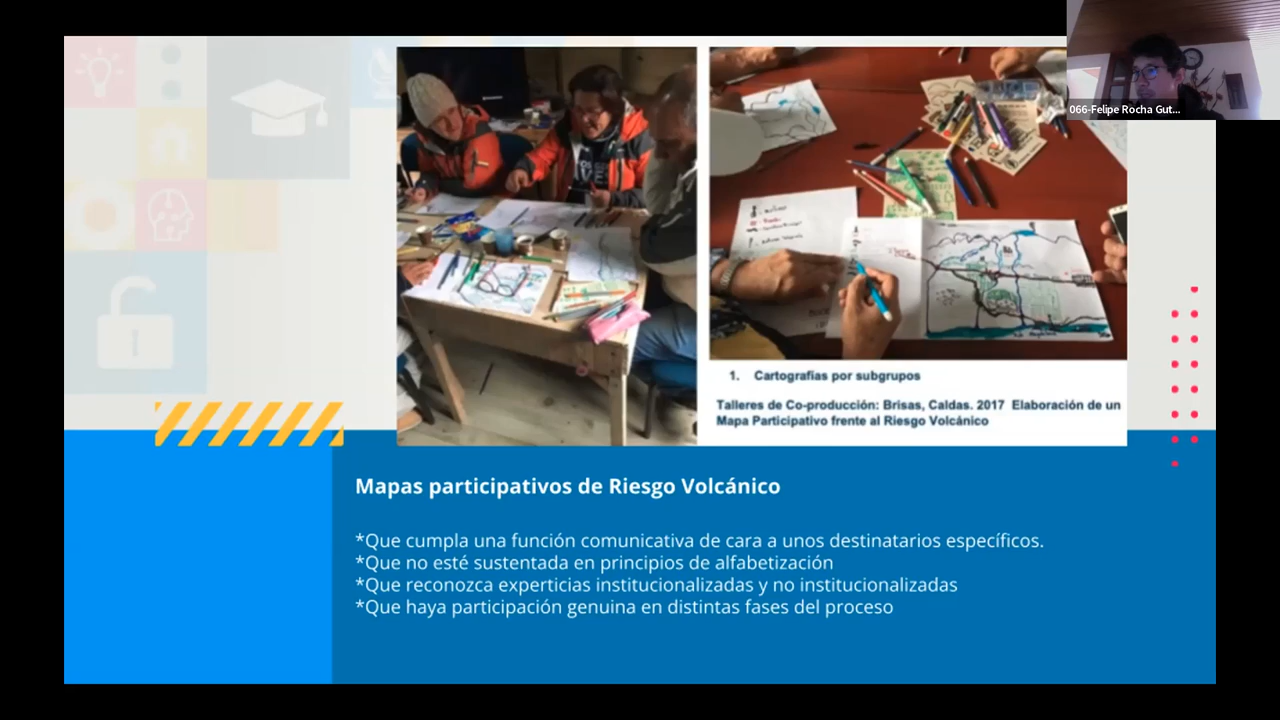 066-Felipe Rocha Gut...
1. Cartografías por subgrupos
Talleres de Co-producción: Brisas, Caldas. 2017 Elaboración de un
Mapa Participativo frente al Riesgo Volcánico
Mapas participativos de Riesgo Volcánico
*Que cumpla una función comunicativa de cara a unos destinatarios específicos.
*Que no esté sustentada en principios de alfabetización
*Que reconozca experticias institucionalizadas y no institucionalizadas
*Que haya participación genuina en distintas fases del proceso